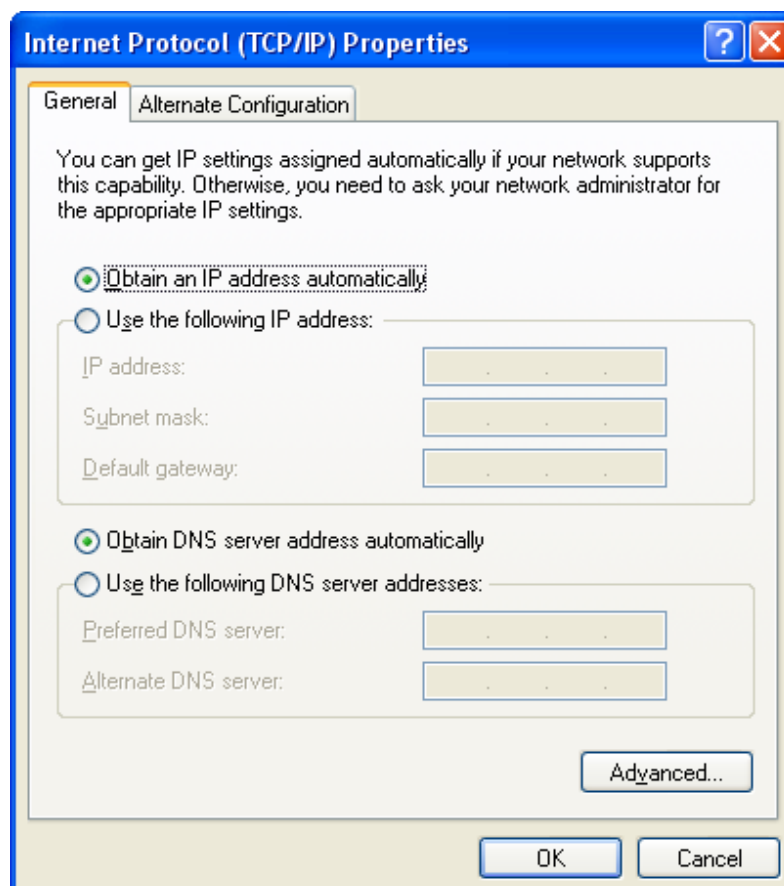 Internet Protocol (TCP/IP) Properties
General
Alternate Configuration
You can get IP settings assigned automatically if your network supports
this capability. Otherwise, you need to ask your network administrator for
the appropriate IP settings.
Obtain an IP address automatically
Use the following IP address:
IP address:
Subnet mask:
Default gateway:
Obtain DNS server address automatically
Use the following DNS server addresses:
Preferred DNS server:
Alternate DNS server:
Advanced...
OK
Cancel